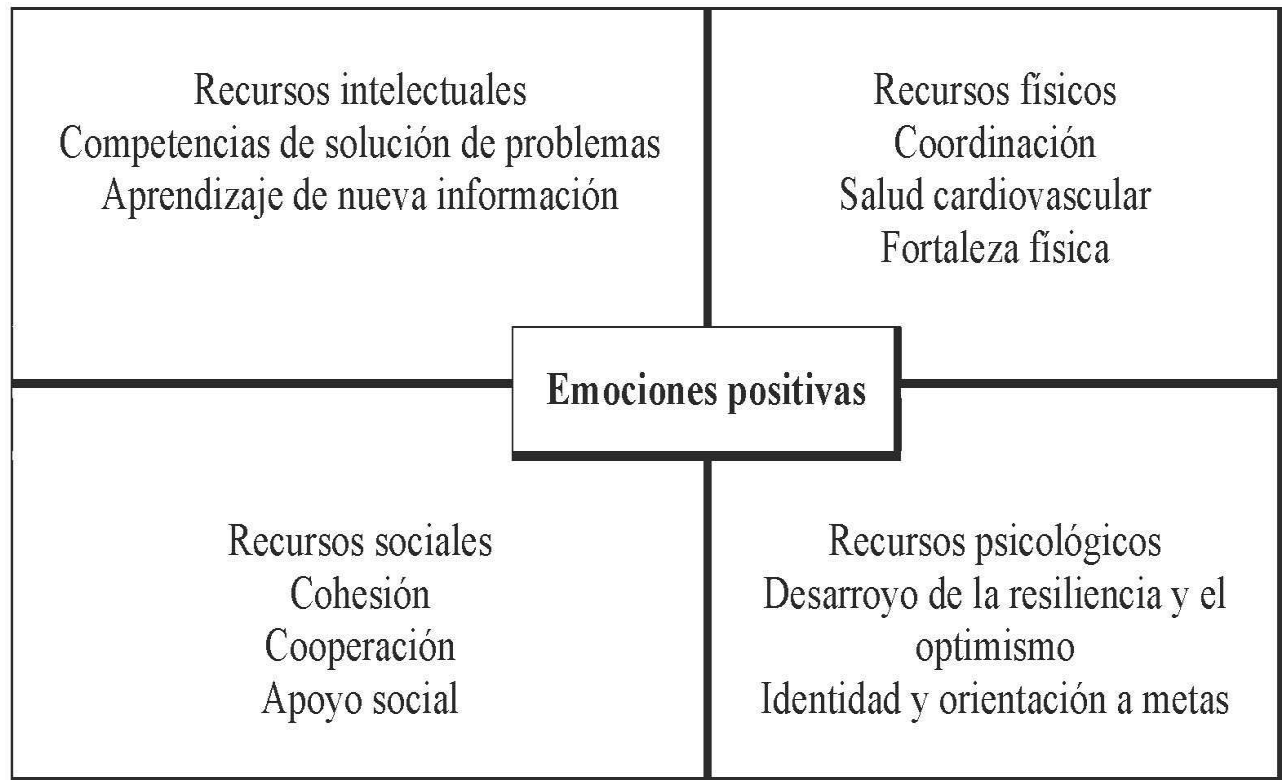 Recursos intelectuales
Competencias de solución de problemas
Aprendizaje de nueva información
Recursos físicos
Coordinación
Salud cardiovascular
Fortaleza física
Emociones positivas
Recursos sociales
Cohesión
Cooperación
Apoyo social
Recursos psicológicos
Desarroyo de la resiliencia y el
optimismo
Identidad y orientación a metas